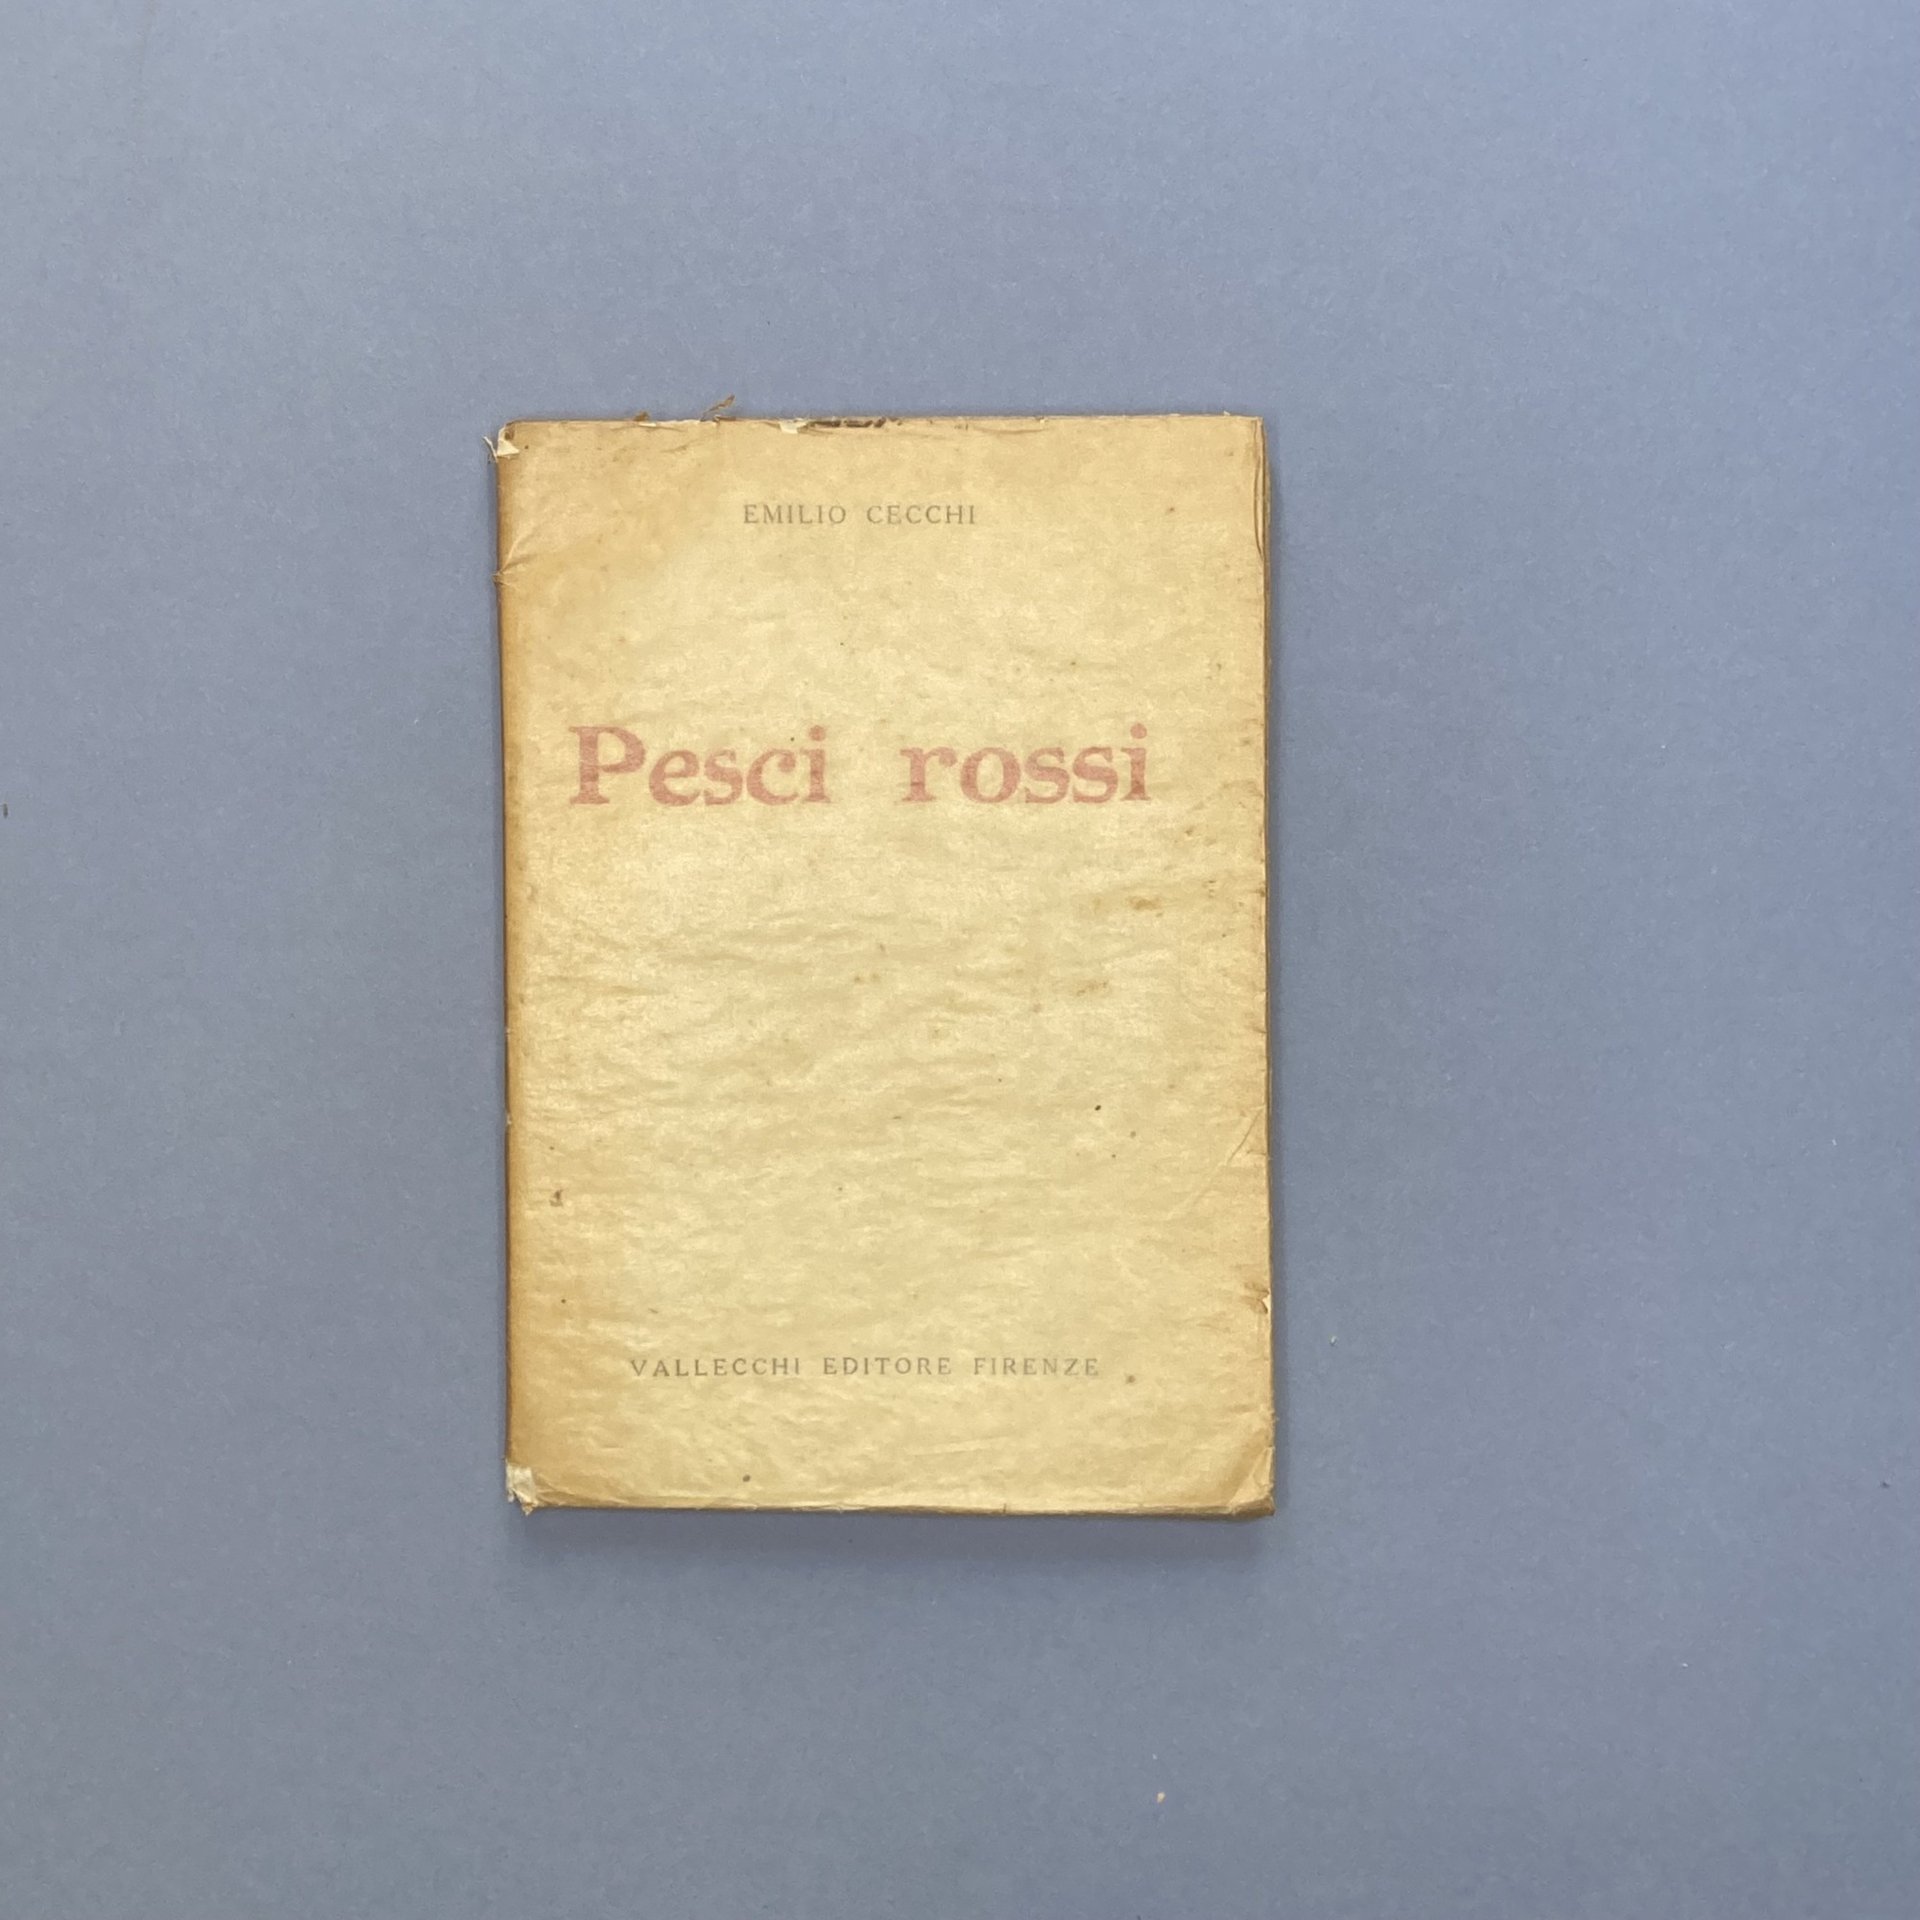 EMILIO CECCHI
Pesci rossi
VALLECCHI EDITORE FIRENZE